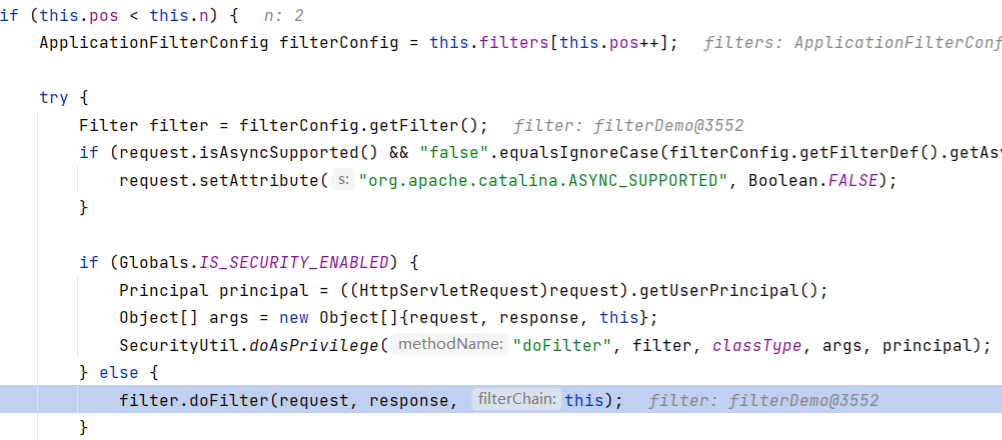 if (this.pos < this.n) { n: 2
ApplicationFilterConfig filterConfig = this.filters[this.pos++]; filters: ApplicationFilterConf
try {
Filter filter = filterConfig.getFilter(); filter: filterDemo@3552
if (request.isAsyncSupported() && "false".equalsIgnoreCase(filterConfig.getFilterDef().getAs
request.setAttribute( s: "org.apache.catalina.ASYNC_SUPPORTED", Boolean.FALSE);
}
if (Globals.IS_SECURITY_ENABLED) {
Principal principal = ((HttpServletRequest)request).getUserPrincipal();
Object[] args = new Object[]{request, response, this};
SecurityUtil.doAsPrivilege( methodName: "doFilter", filter, classType, args, principal);
} else {
filter.doFilter(request, response, filterChain: this); filter: filterDemo@3552
}